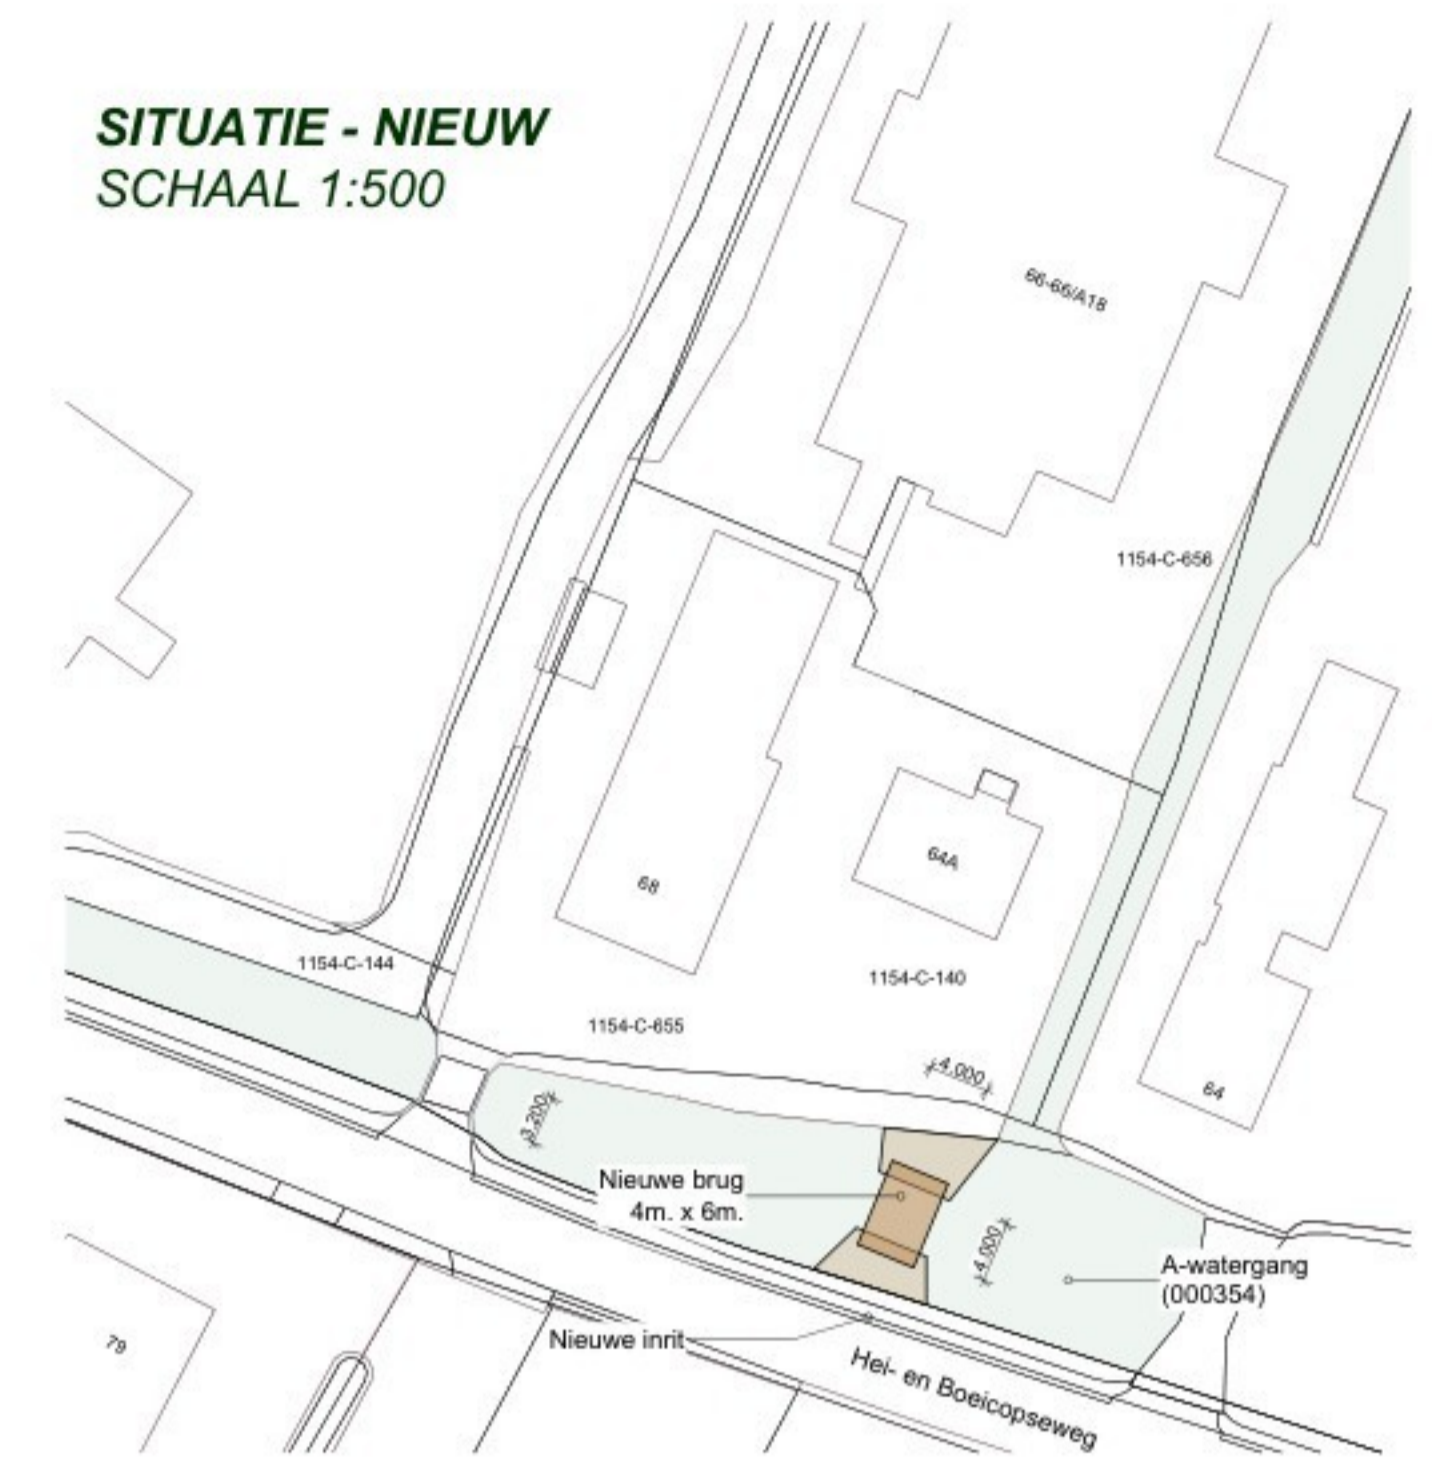 SITUATIE - NIEUW
SCHAAL 1:500
66-66/A18
1154-C-656
68
64A
1154-C-144
1154-C-140
1154-C-655
4.000
64
3.200
Nieuwe brug
4m. x 6m.
4.000
A-watergang
(000354)
79
Nieuwe inrit
Hei- en Boeicopseweg